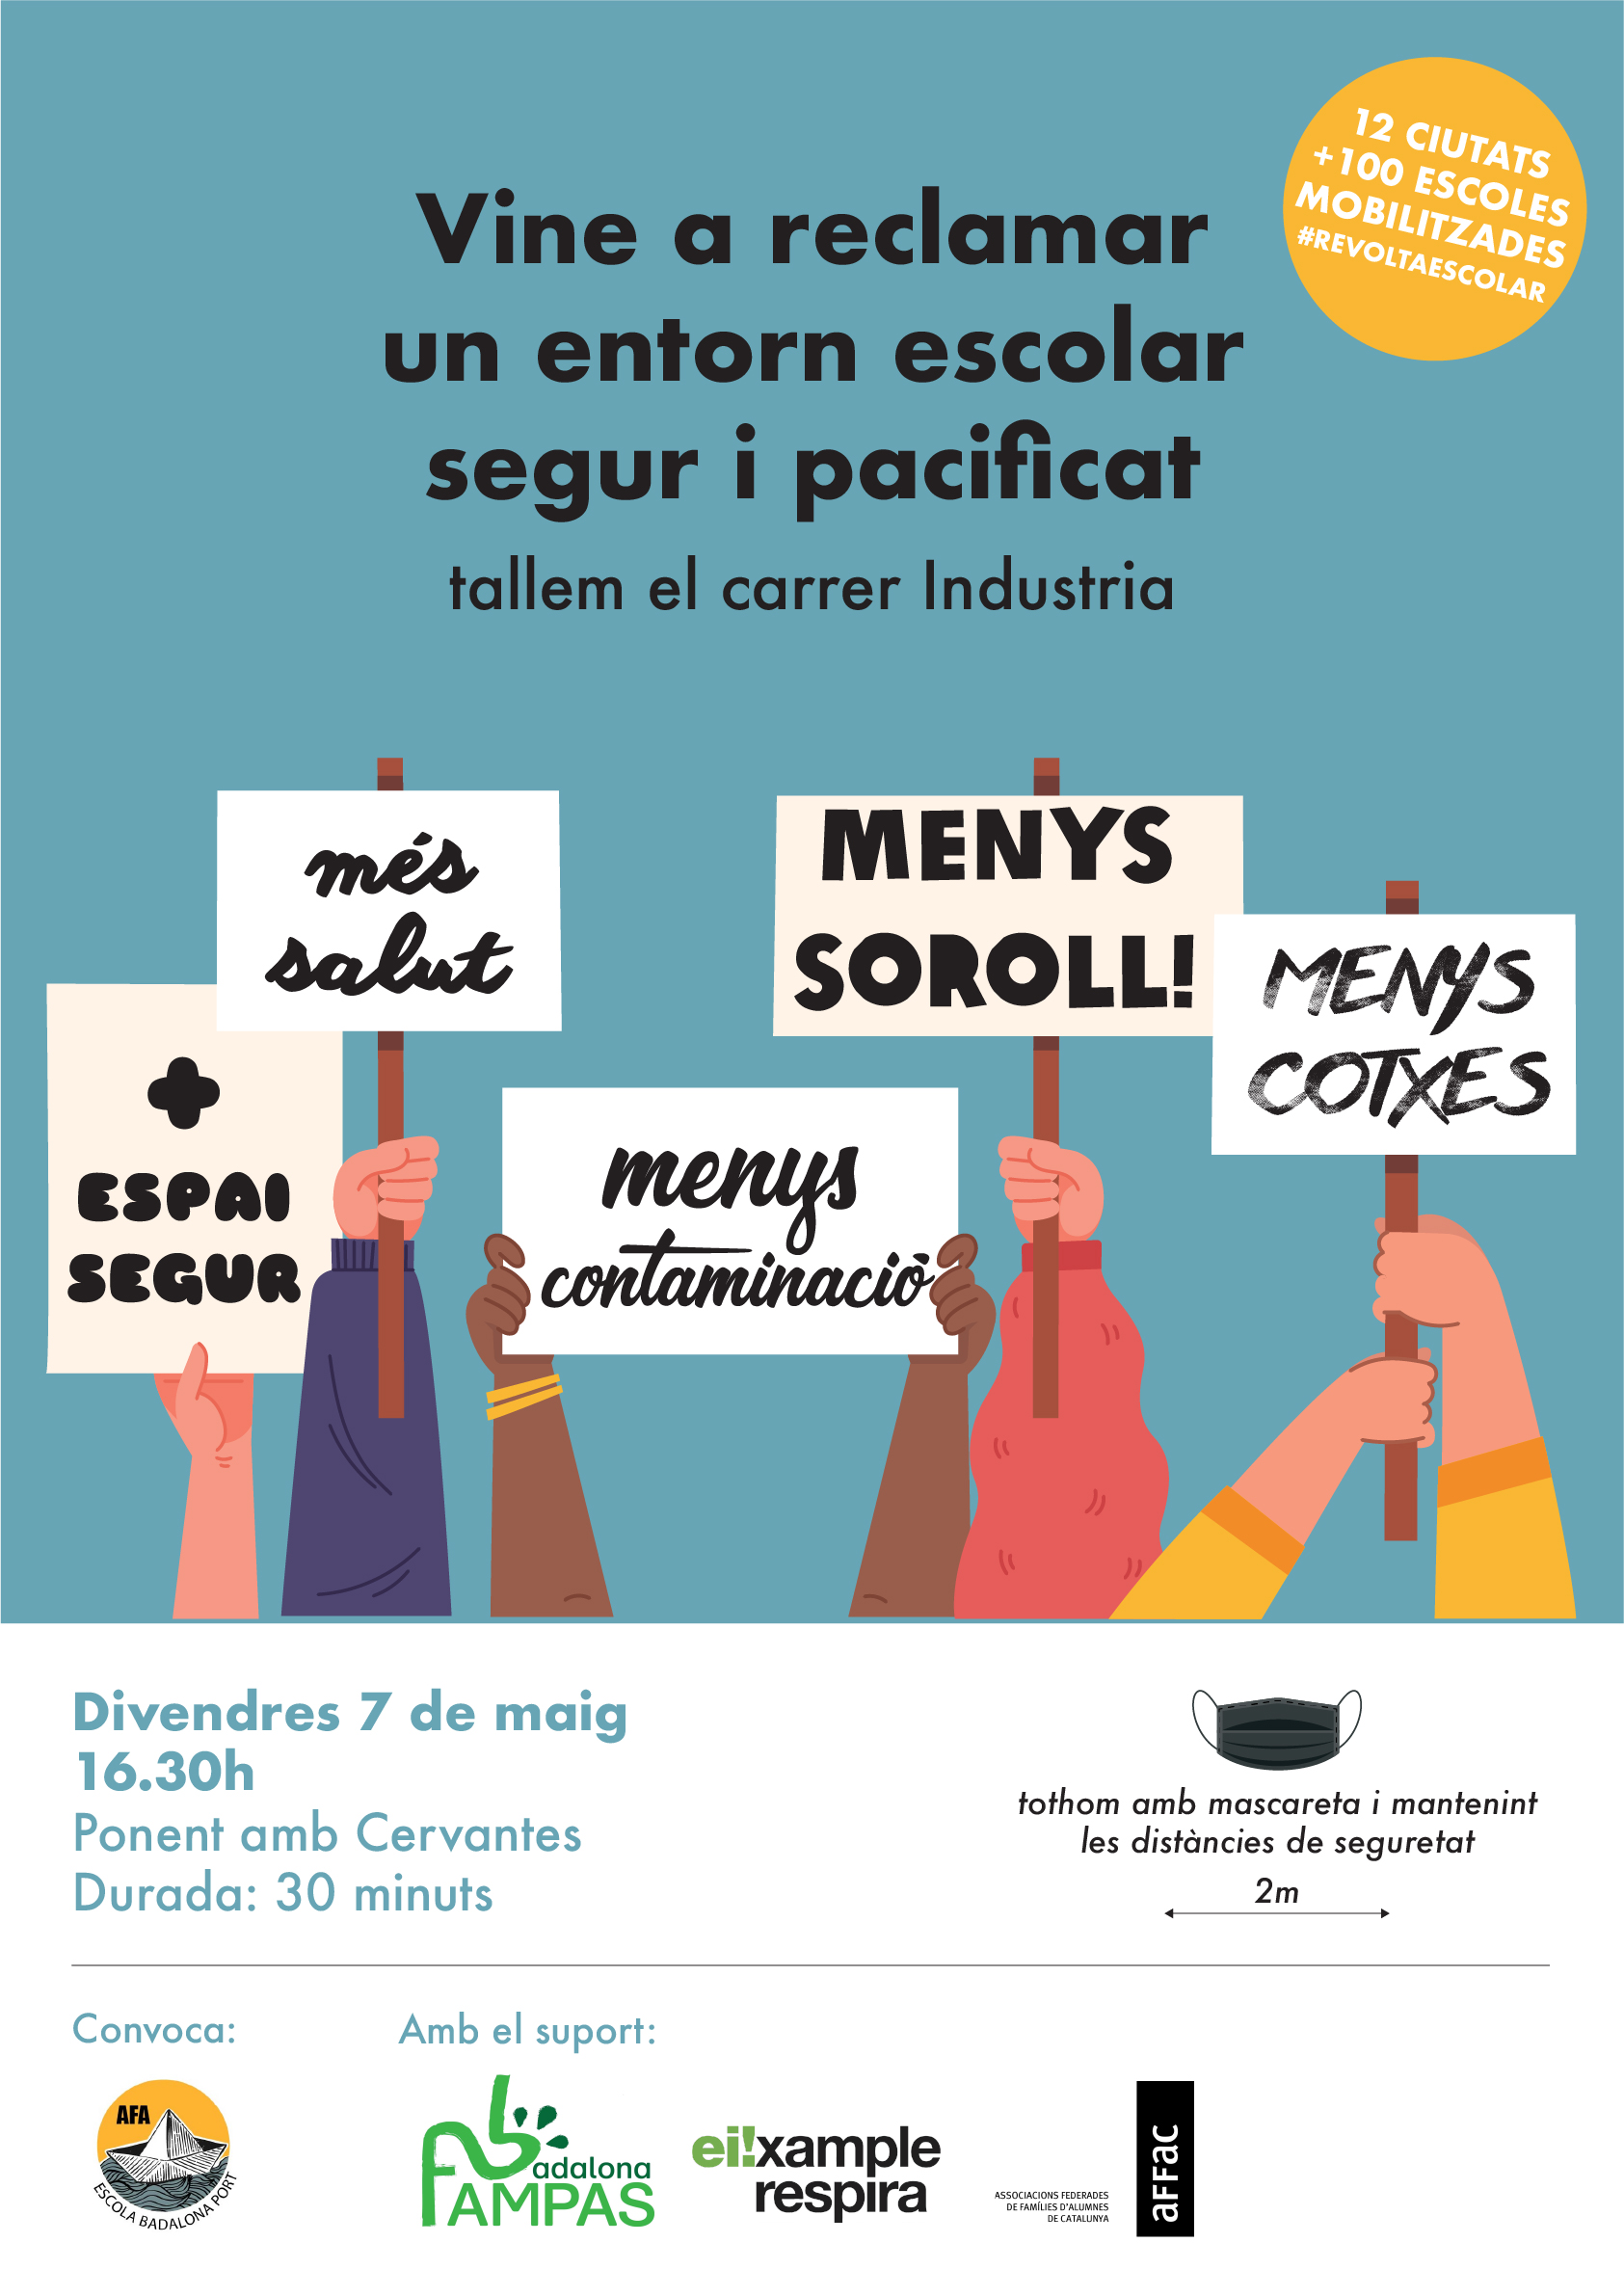 12 CIUTATS
+100 ESCOLES
MOBILITZADES
#REVOLTAESCOLAR
Vine a reclamar
un entorn escolar
segur i pacificat
tallem el carrer Industria
més
salut
MENYS
SOROLL!
MENYS
COTXES
+
ESPAI
SEGUR
menys
contaminació
Divendres 7 de maig
16.30h
Ponent amb Cervantes
Durada: 30 minuts
tothom amb mascareta i mantenint
les distàncies de seguretat
2m
Convoca:
Amb el suport:
AFA
ESCOLA BADALONA PORT
badalona
FAMPAS
ei!xample
respira
ASSOCIACIONS FEDERADES
DE FAMÍLIES D'ALUMNES
DE CATALUNYA
aFFaC